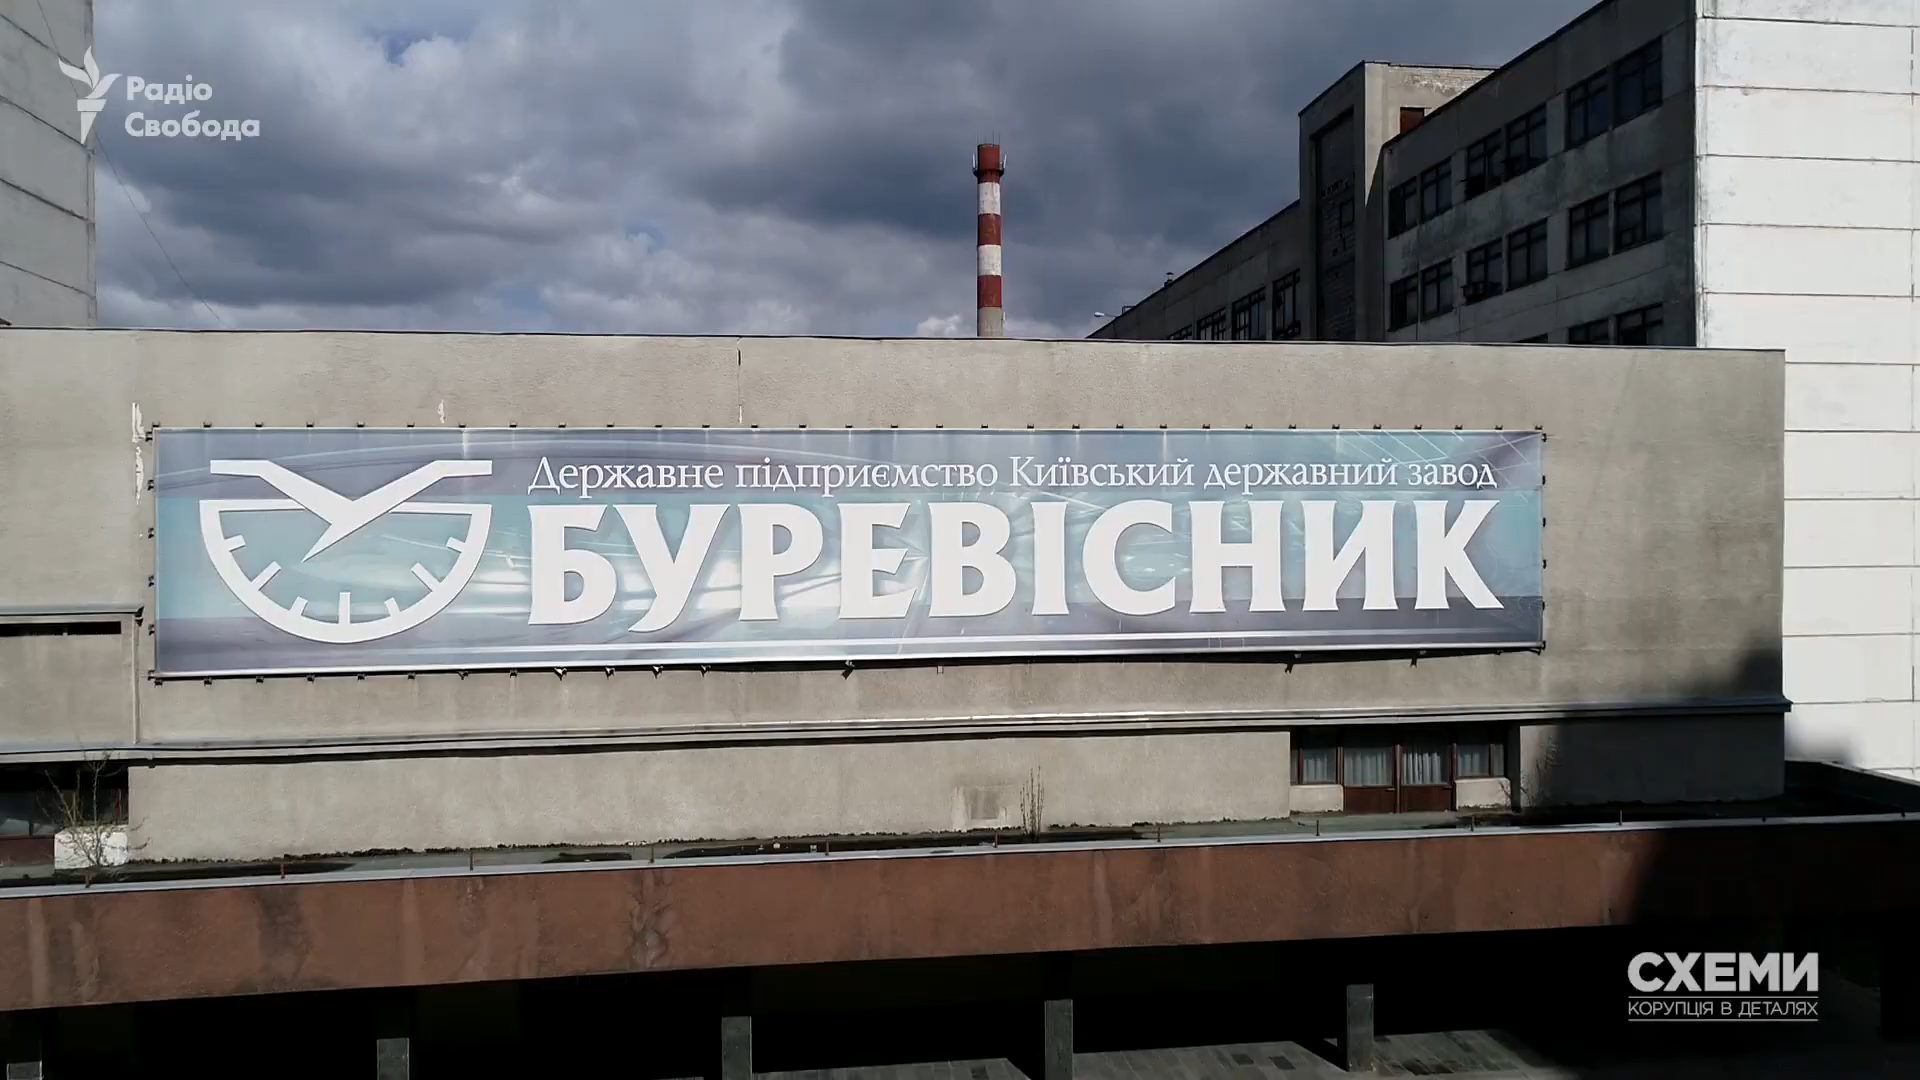 Радіо
Свобода
Державне підприємство Київський державний завод
БУРЕВІСНИК
СХЕМИ
КОРУПЦІЯ В ДЕТАЛЯХ